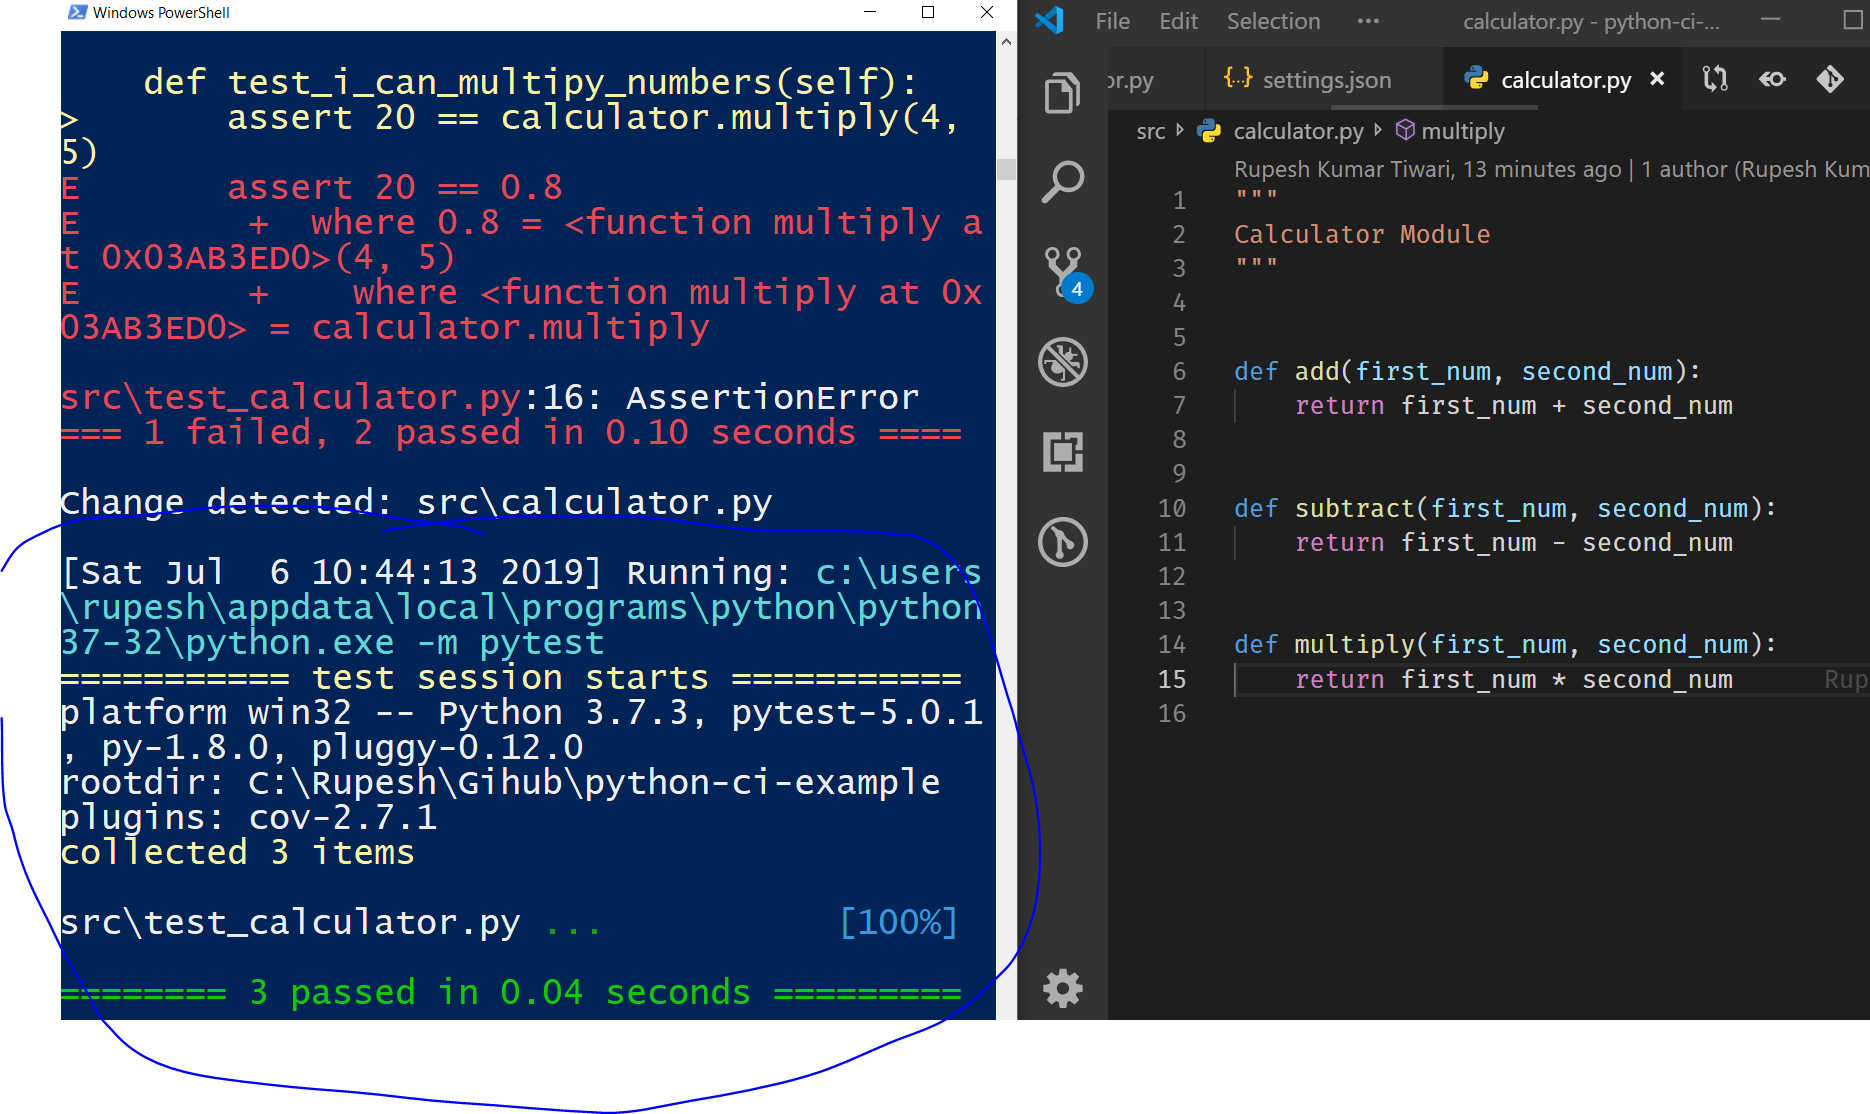 Windows PowerShell
def test_i_can_multipy_numbers(self):
> assert 20 == calculator.multiply(4,
5)
E assert 20 == 0.8
E + where 0.8 = <function multiply a
t 0x03AB3ED0>(4, 5)
E + where <function multiply at 0x
03AB3ED0> = calculator.multiply
src\test_calculator.py:16: AssertionError
=== 1 failed, 2 passed in 0.10 seconds ====
Change detected: src\calculator.py
[Sat Jul  6 10:44:13 2019] Running: c:\users
\rupesh\appdata\local\programs\python\python
37-32\python.exe -m pytest
=========== test session starts ===========
platform win32 -- Python 3.7.3, pytest-5.0.1
, py-1.8.0, pluggy-0.12.0
rootdir: C:\Rupesh\Gihub\python-ci-example
plugins: cov-2.7.1
collected 3 items
src\test_calculator.py ... [100%]
======== 3 passed in 0.04 seconds =========
File Edit Selection ··· calculator.py - python-ci-...
or.py {··} settings.json calculator.py ×
src calculator.py multiply
Rupesh Kumar Tiwari, 13 minutes ago | 1 author (Rupesh Kum
1 """
2 Calculator Module
3 """
4
5
6 def add(first_num, second_num):
7 return first_num + second_num
8
9
10 def subtract(first_num, second_num):
11 return first_num - second_num
12
13
14 def multiply(first_num, second_num):
15 return first_num * second_num Rup
16
4